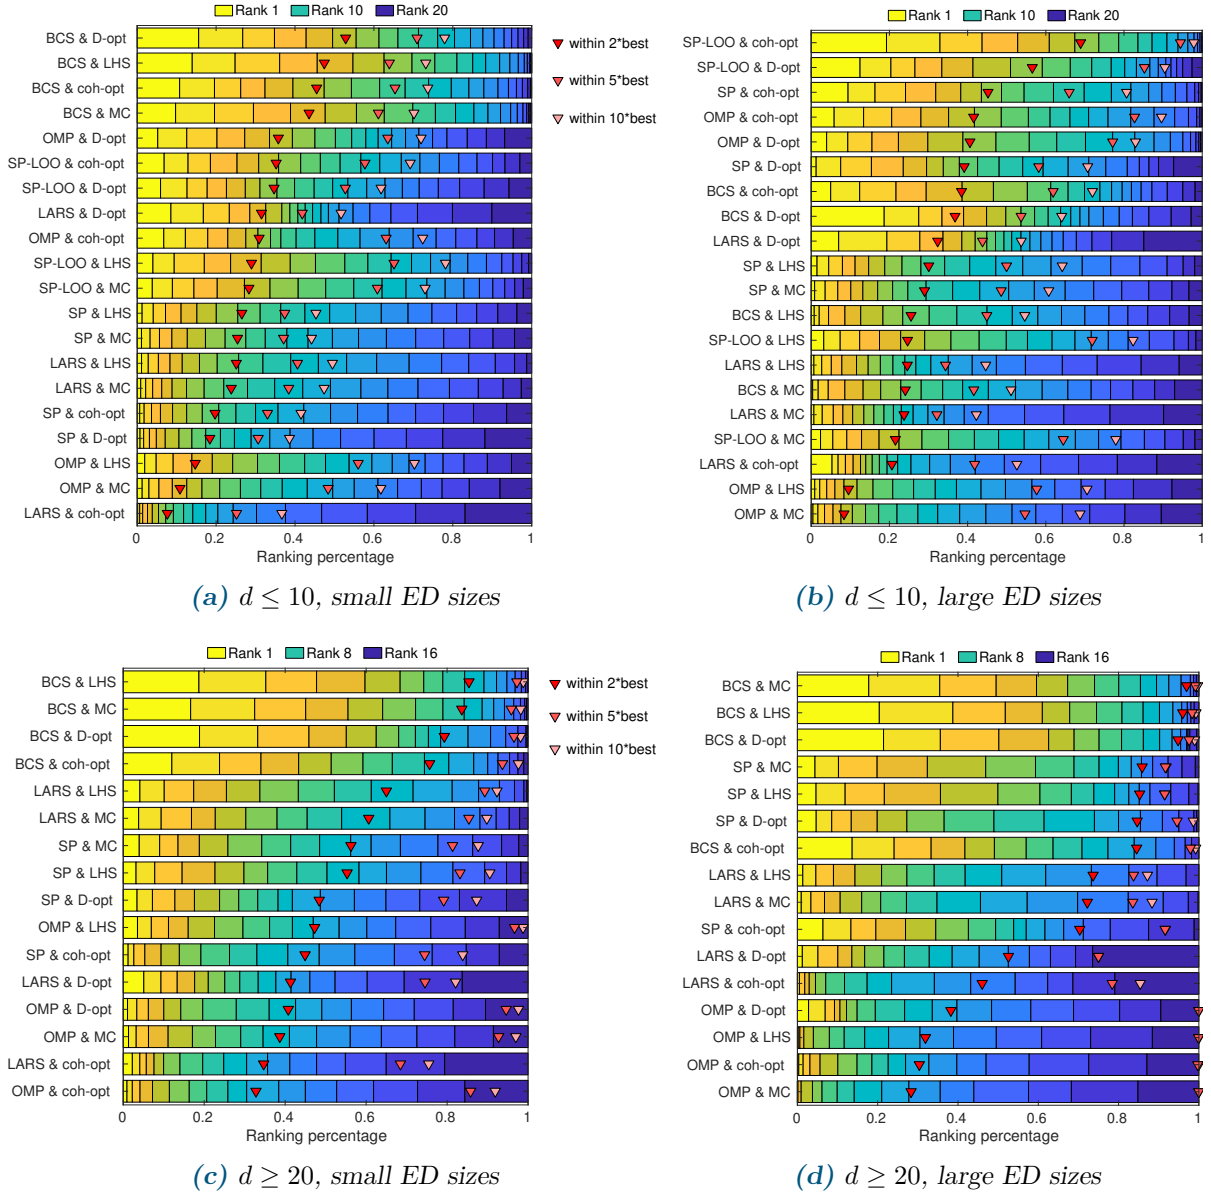 Rank 1 Rank 10 Rank 20
BCS & D-opt
BCS & LHS
BCS & coh-opt
BCS & MC
OMP & D-opt
SP-LOO & coh-opt
SP-LOO & D-opt
LARS & D-opt
OMP & coh-opt
SP-LOO & LHS
SP-LOO & MC
SP & LHS
SP & MC
LARS & LHS
LARS & MC
SP & coh-opt
SP & D-opt
OMP & LHS
OMP & MC
LARS & coh-opt
0 0.2 0.4 0.6 0.8 1
Ranking percentage
within 2*best
within 5*best
within 10*best
(a) d ≤ 10, small ED sizes
Rank 1 Rank 10 Rank 20
SP-LOO & coh-opt
SP-LOO & D-opt
SP & coh-opt
OMP & coh-opt
OMP & D-opt
SP & D-opt
BCS & coh-opt
BCS & D-opt
LARS & D-opt
SP & LHS
SP & MC
BCS & LHS
SP-LOO & LHS
LARS & LHS
BCS & MC
LARS & MC
SP-LOO & MC
LARS & coh-opt
OMP & LHS
OMP & MC
0 0.2 0.4 0.6 0.8 1
Ranking percentage
(b) d ≤ 10, large ED sizes
Rank 1 Rank 8 Rank 16
BCS & LHS
BCS & MC
BCS & D-opt
BCS & coh-opt
LARS & LHS
LARS & MC
SP & MC
SP & LHS
SP & D-opt
OMP & LHS
SP & coh-opt
LARS & D-opt
OMP & D-opt
OMP & MC
LARS & coh-opt
OMP & coh-opt
0 0.2 0.4 0.6 0.8 1
Ranking percentage
within 2*best
within 5*best
within 10*best
(c) d ≥ 20, small ED sizes
Rank 1 Rank 8 Rank 16
BCS & MC
BCS & LHS
BCS & D-opt
SP & MC
SP & LHS
SP & D-opt
BCS & coh-opt
LARS & LHS
LARS & MC
SP & coh-opt
LARS & D-opt
LARS & coh-opt
OMP & D-opt
OMP & LHS
OMP & coh-opt
OMP & MC
0 0.2 0.4 0.6 0.8 1
Ranking percentage
(d) d ≥ 20, large ED sizes